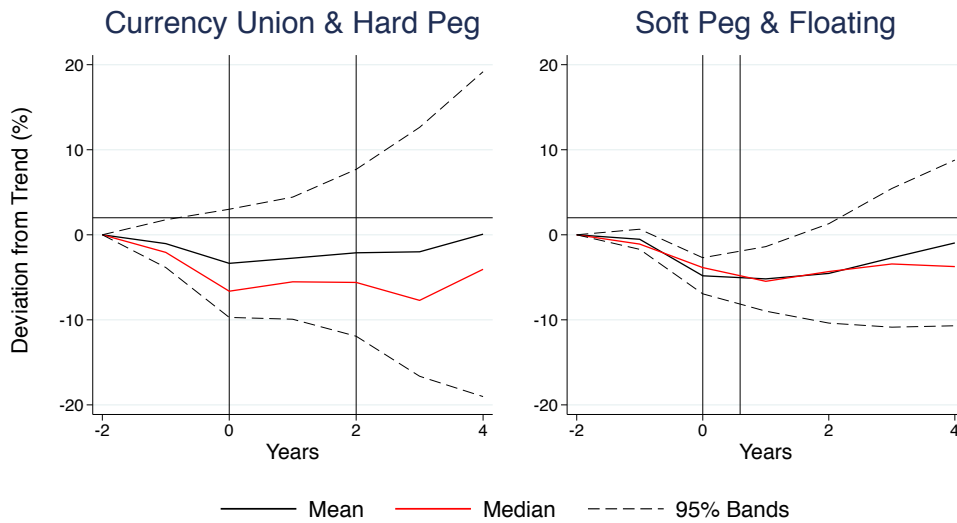 Currency Union & Hard Peg
Soft Peg & Floating
Deviation from Trend (%)
20
10
0
-10
-20
-2
0
2
4
Years
20
10
0
-10
-20
-2
0
2
4
Years
Mean
Median
95% Bands